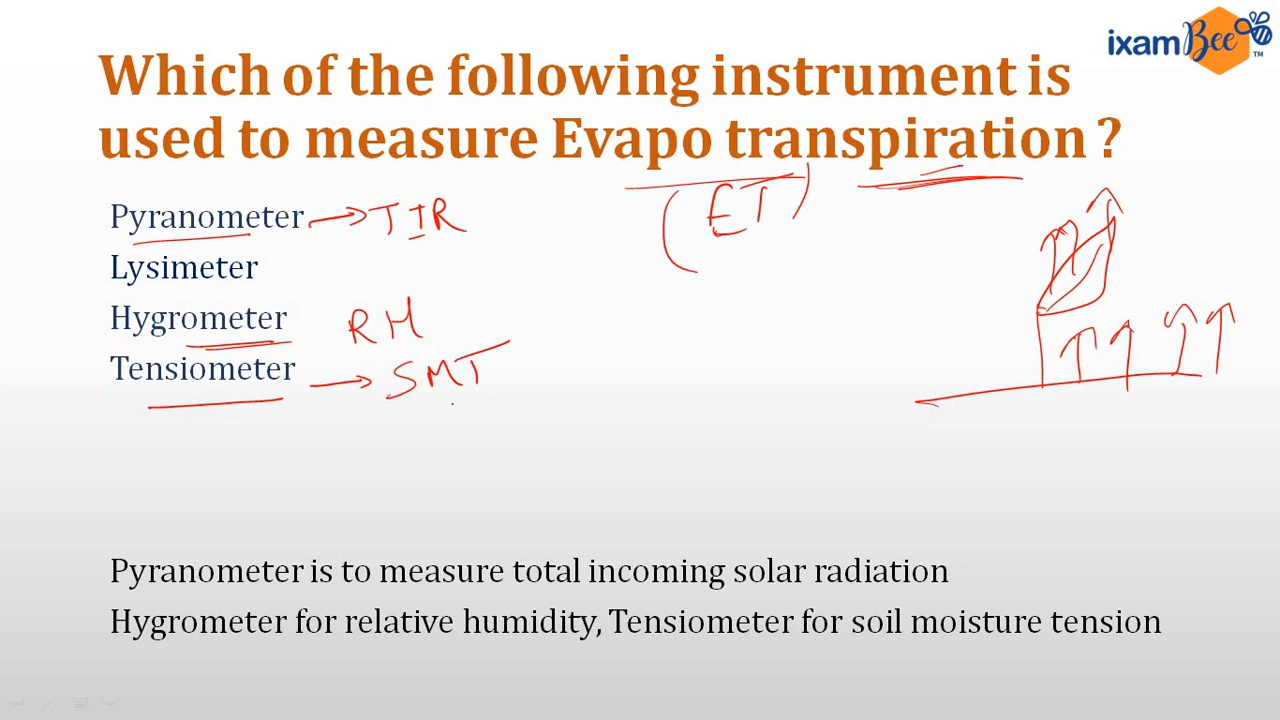 ixamBee™
Which of the following instrument is
used to measure Evapo transpiration ?
(ET)
Pyranometer → TIR
Lysimeter
Hygrometer RH
Tensiometer → SMT
Pyranometer is to measure total incoming solar radiation
Hygrometer for relative humidity, Tensiometer for soil moisture tension